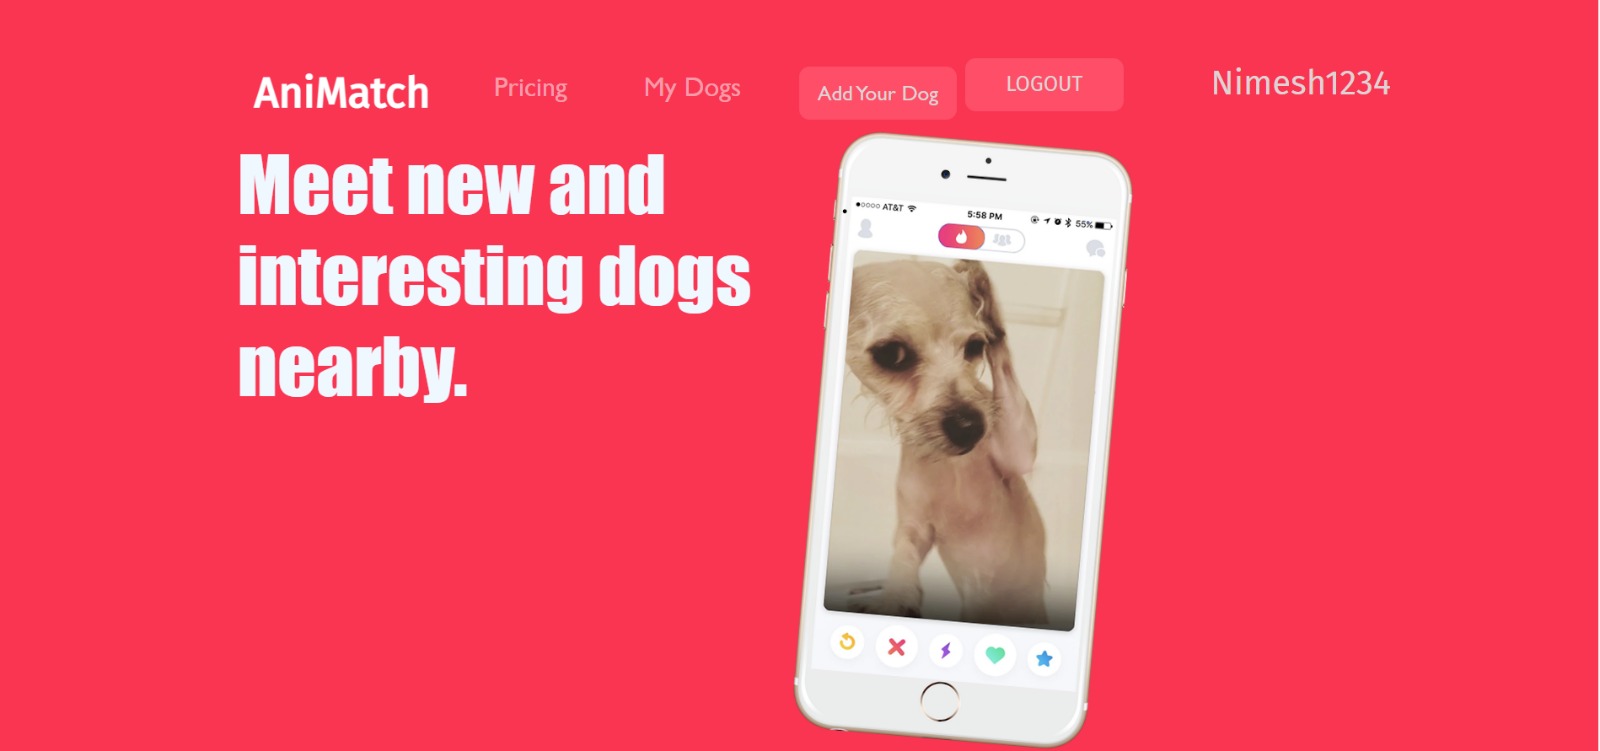 AniMatch
Pricing
My Dogs
Add Your Dog
LOGOUT
Nimesh1234
Meet new and
interesting dogs
nearby.
AT&T
5:58 PM
55%